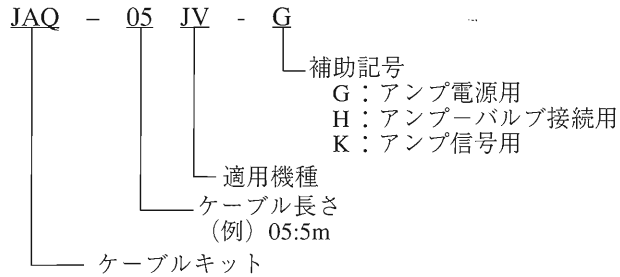 JAQ - 05 JV - G
補助記号
G：アンプ電源用
H：アンプーバルブ接続用
K：アンプ信号用
適用機種
ケーブル長さ
（例）05:5m
ケーブルキット